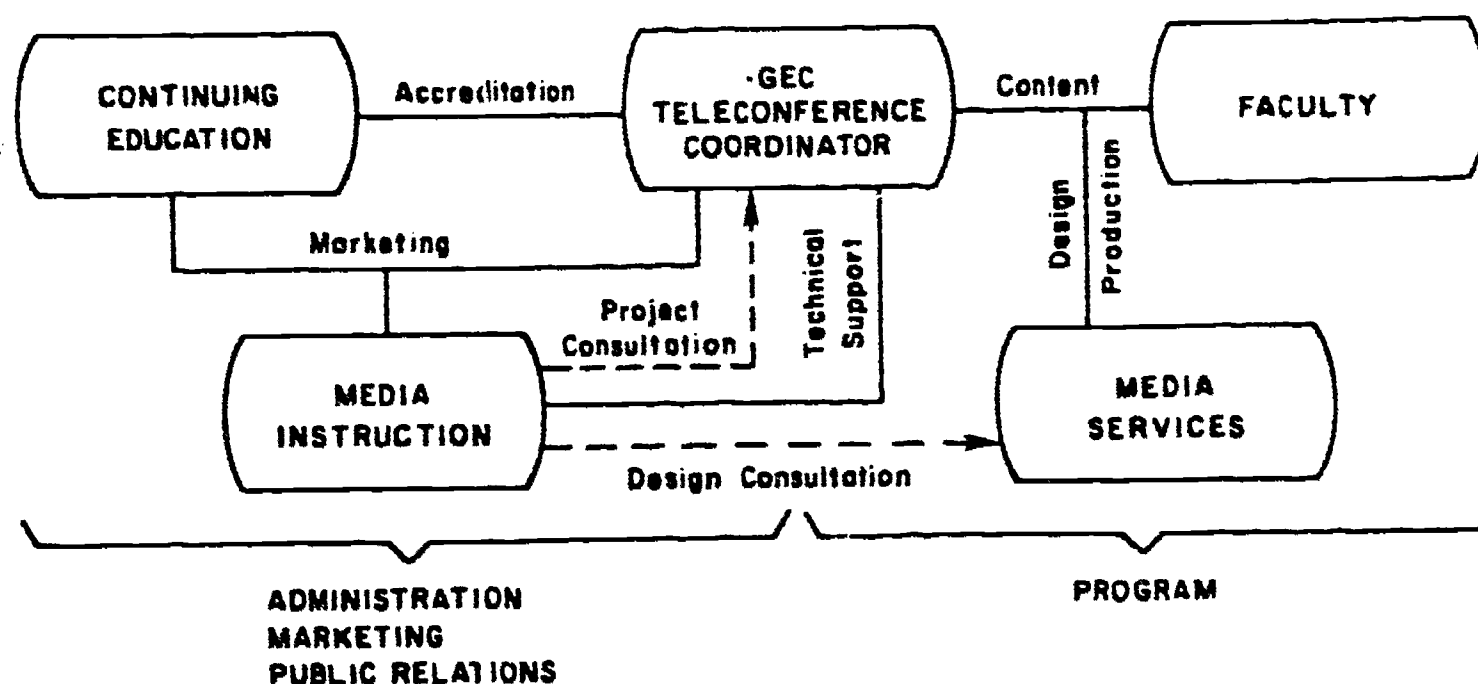 CONTINUING
EDUCATION
Accreditation
·GEC
TELECONFERENCE
COORDINATOR
Content
FACULTY
Marketing
Project
Consultation
Technical
Support
Design
Production
MEDIA
INSTRUCTION
MEDIA
SERVICES
Design Consultation
ADMINISTRATION
MARKETING
PUBLIC RELATIONS
PROGRAM